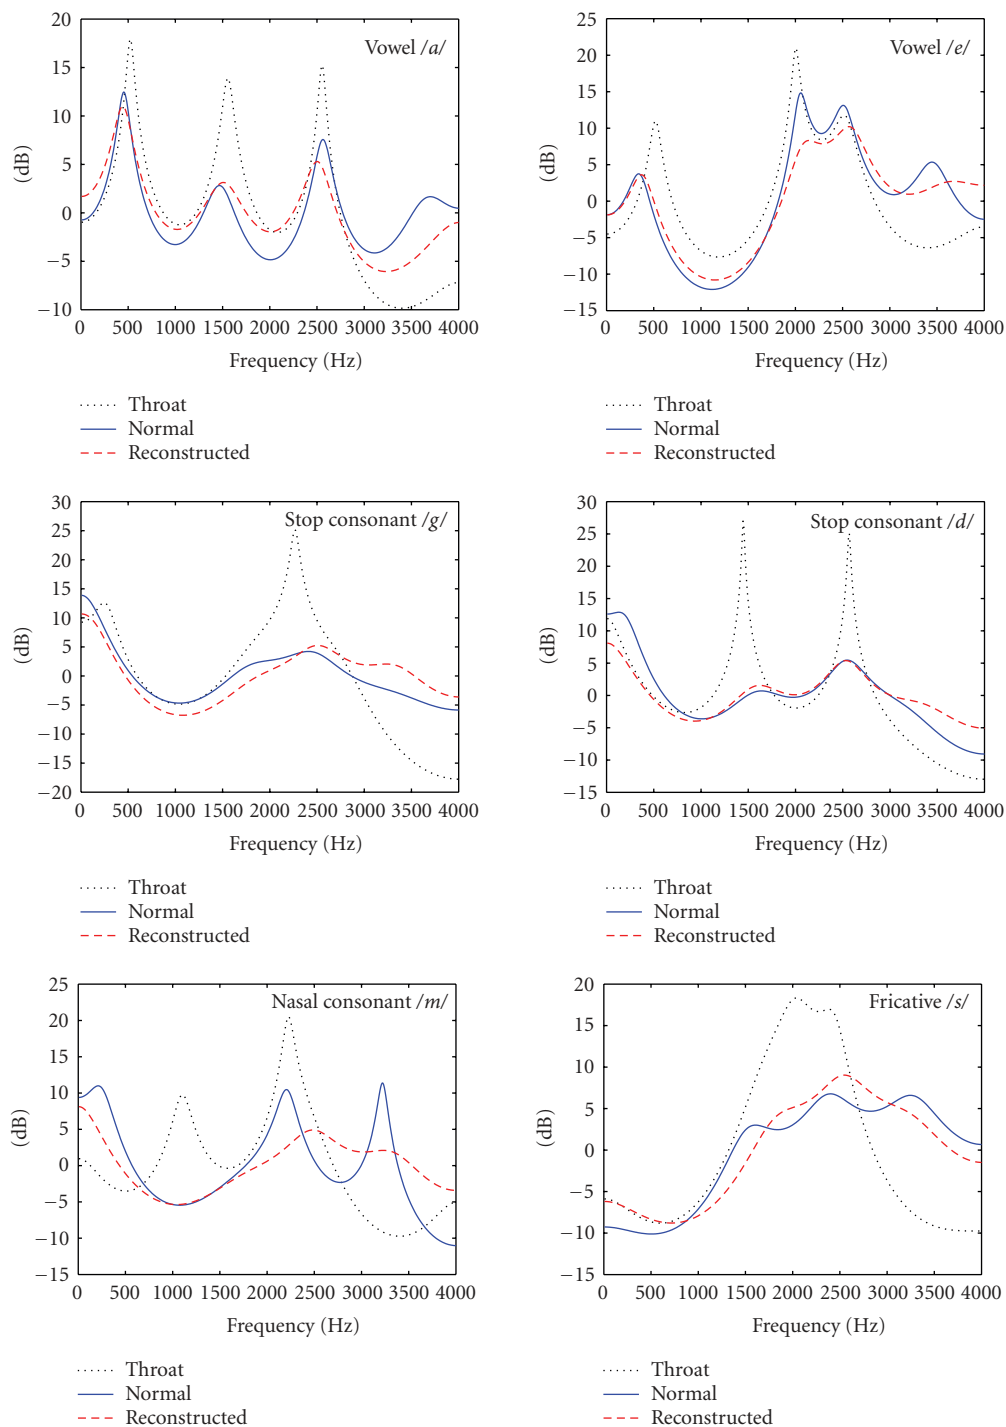 20
15
10
5
0
−5
−10
(dB)
Vowel /a/
0 500 1000 1500 2000 2500 3000 3500 4000
Frequency (Hz)
Throat
Normal
Reconstructed
25
20
15
10
5
0
−5
−10
−15
(dB)
Vowel /e/
0 500 1000 1500 2000 2500 3000 3500 4000
Frequency (Hz)
Throat
Normal
Reconstructed
30
25
20
15
10
5
0
−5
−10
−15
−20
(dB)
Stop consonant /g/
0 500 1000 1500 2000 2500 3000 3500 4000
Frequency (Hz)
Throat
Normal
Reconstructed
30
25
20
15
10
5
0
−5
−10
−15
(dB)
Stop consonant /d/
0 500 1000 1500 2000 2500 3000 3500 4000
Frequency (Hz)
Throat
Normal
Reconstructed
25
20
15
10
5
0
−5
−10
−15
(dB)
Nasal consonant /m/
0 500 1000 1500 2000 2500 3000 3500 4000
Frequency (Hz)
Throat
Normal
Reconstructed
20
15
10
5
0
−5
−10
−15
(dB)
Fricative /s/
0 500 1000 1500 2000 2500 3000 3500 4000
Frequency (Hz)
Throat
Normal
Reconstructed